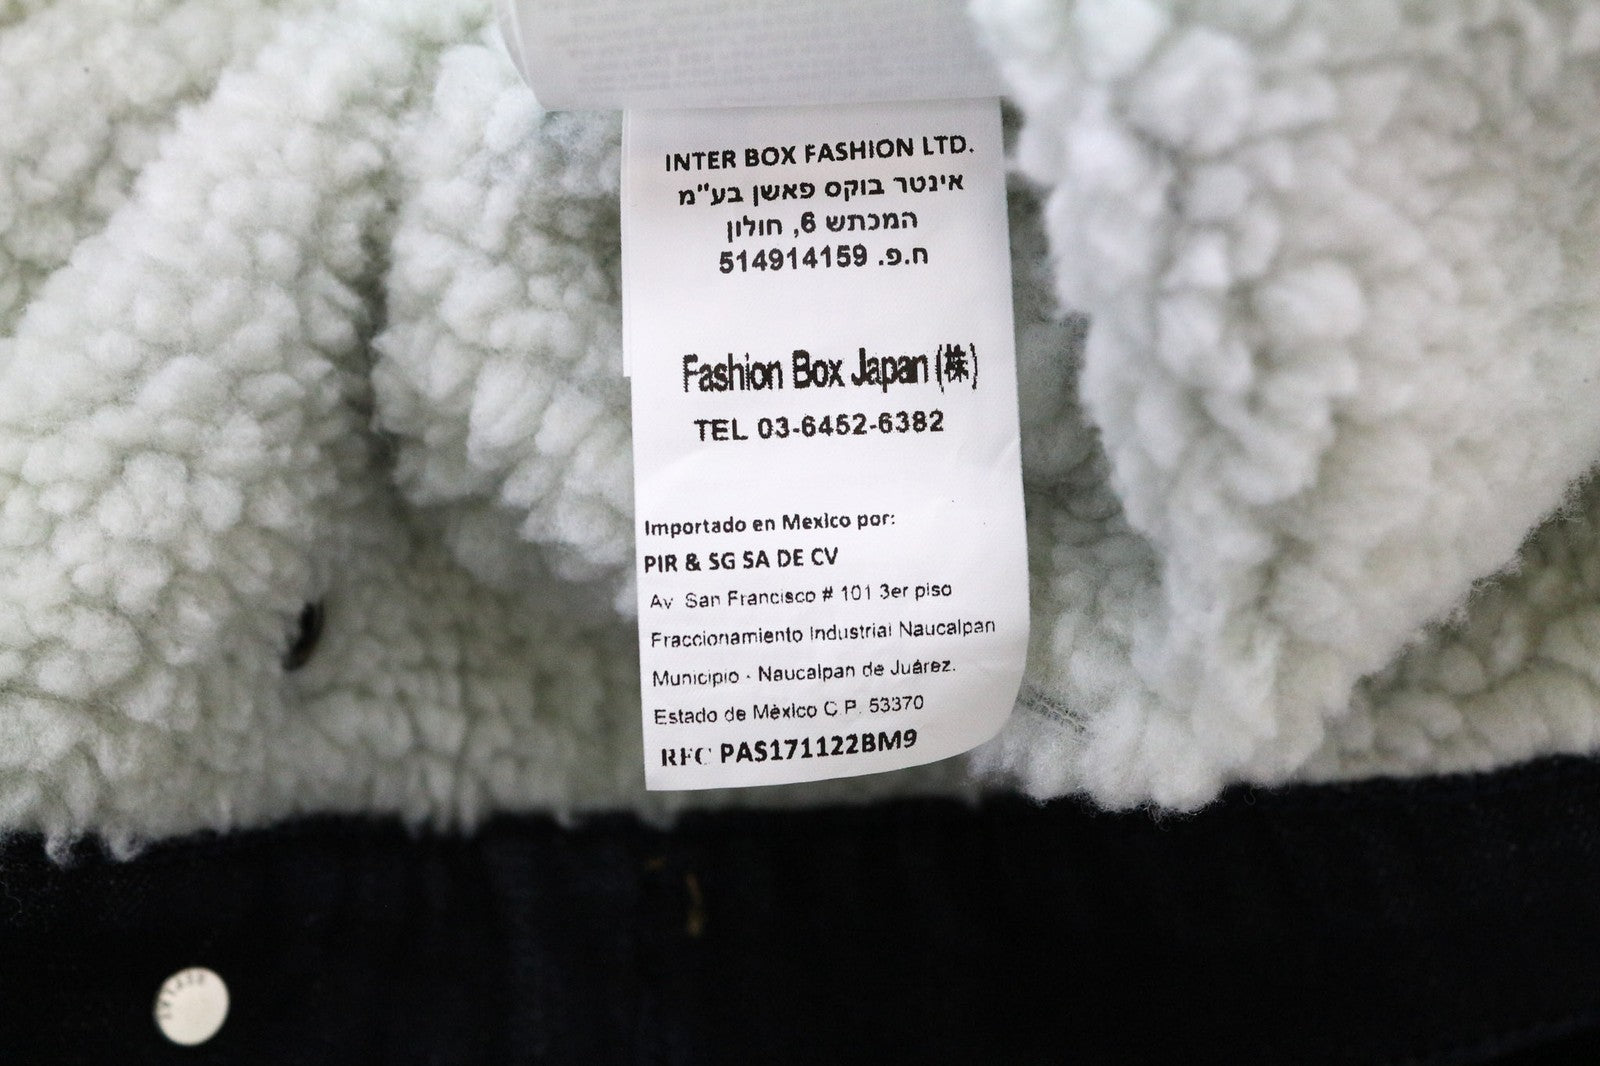 INTER BOX FASHION LTD.
אינטר בוקס פאשן בע"מ
המכתש 6, חולון
ח.פ. 514914159
Fashion Box Japan (株)
TEL 03-6452-6382
Importado en Mexico por:
PIR & SG SA DE CV
Av San Francisco # 101 3er piso
Fraccionamiento Industrial Naucalpan
Municipio - Naucalpan de Juárez.
Estado de México C.P. 53370
RFC PAS171122BM9